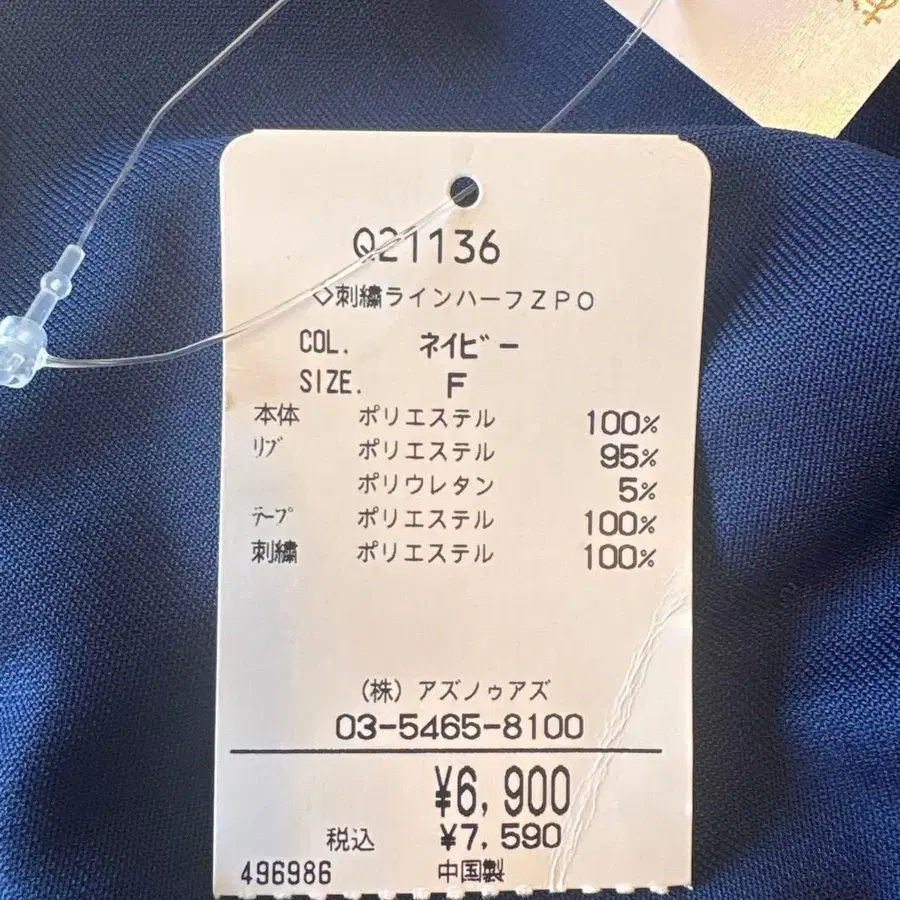 Q21136
◇刺繍ラインハーフZPO
COL. ネイビー
SIZE. F
本体 ポリエステル 100%
リブ ポリエステル 95%
ポリウレタン 5%
テープ ポリエステル 100%
刺繍 ポリエステル 100%
(株) アズノゥアズ
03-5465-8100
¥6,900
税込 ¥7,590
496986 中国製